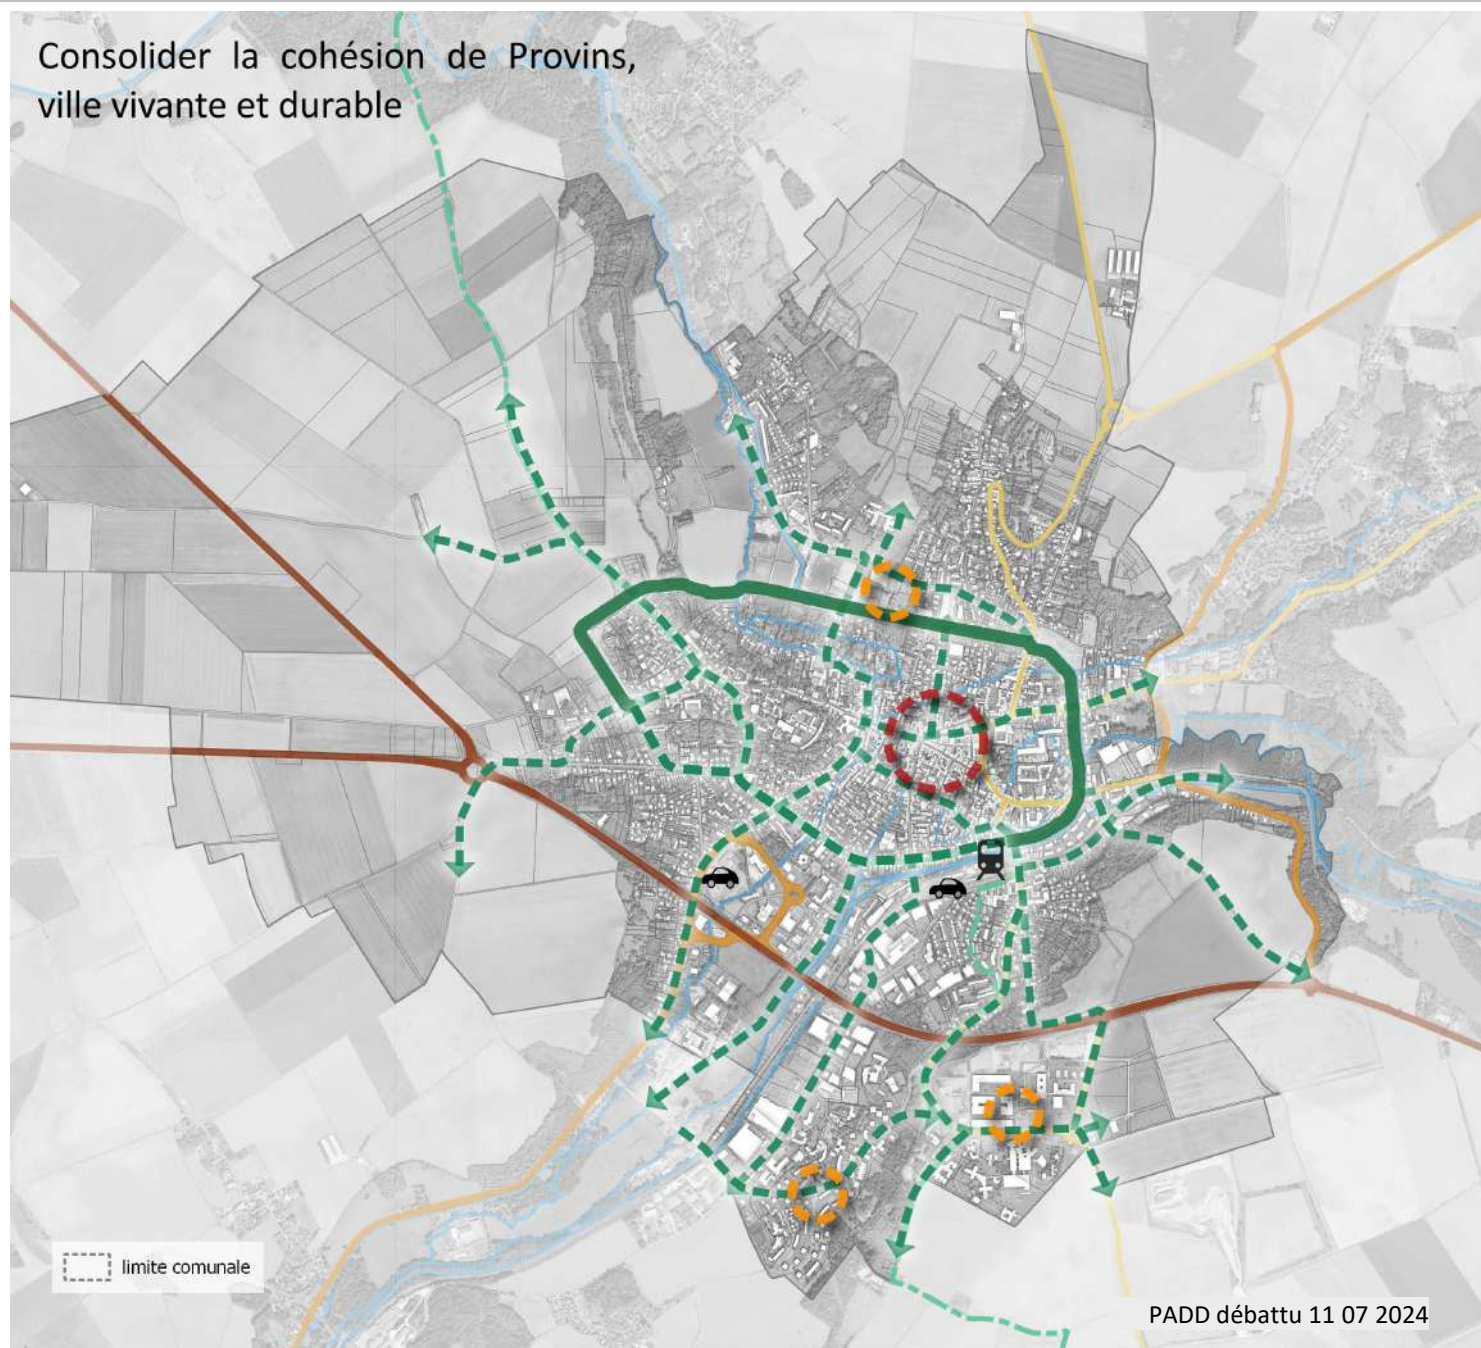 Consolider la cohésion de Provins,
ville vivante et durable
limite comunale
PADD débattu 11 07 2024